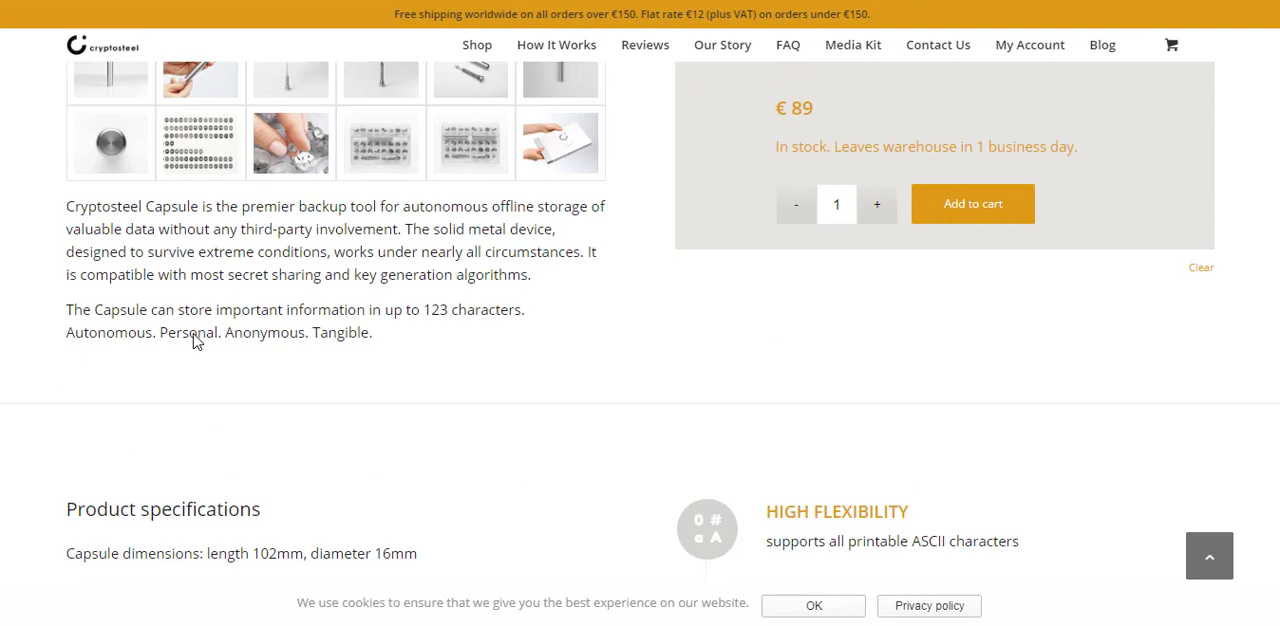 Free shipping worldwide on all orders over €150. Flat rate €12 (plus VAT) on orders under €150.
cryptosteel
Shop How It Works Reviews Our Story FAQ Media Kit Contact Us My Account Blog
€ 89
In stock. Leaves warehouse in 1 business day.
- 1 + Add to cart
Clear
Cryptosteel Capsule is the premier backup tool for autonomous offline storage of
valuable data without any third-party involvement. The solid metal device,
designed to survive extreme conditions, works under nearly all circumstances. It
is compatible with most secret sharing and key generation algorithms.
The Capsule can store important information in up to 123 characters.
Autonomous. Personal. Anonymous. Tangible.
Product specifications
Capsule dimensions: length 102mm, diameter 16mm
0 #
a A
HIGH FLEXIBILITY
supports all printable ASCII characters
We use cookies to ensure that we give you the best experience on our website. OK Privacy policy